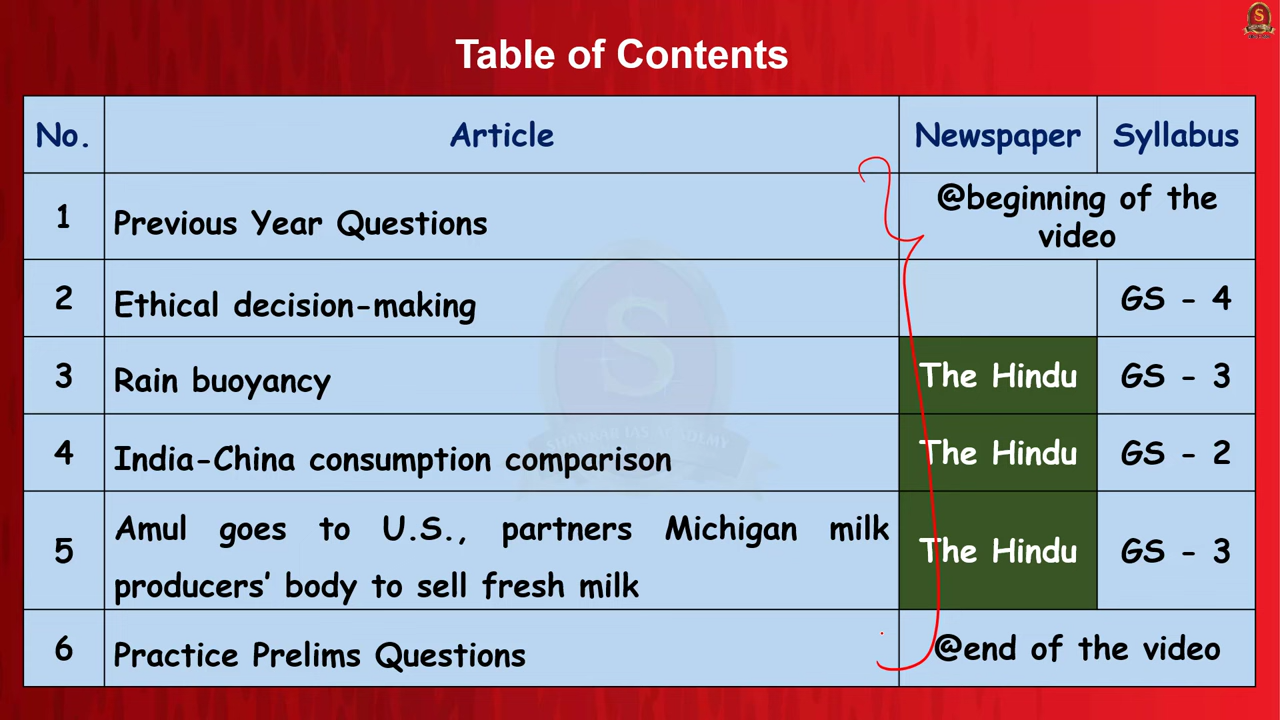 Table of Contents
No. Article Newspaper Syllabus
1 Previous Year Questions @beginning of the
video
2 Ethical decision-making GS - 4
3 Rain buoyancy The Hindu GS - 3
4 India-China consumption comparison The Hindu GS - 2
5 Amul goes to U.S., partners Michigan milk
producers’ body to sell fresh milk The Hindu GS - 3
6 Practice Prelims Questions @end of the video
S
SHANKAR IAS ACADEMY
S